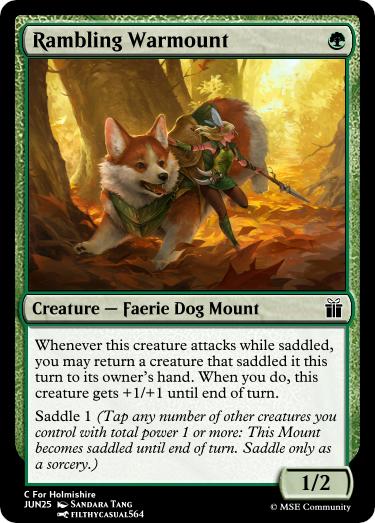 Rambling Warmount
Creature — Faerie Dog Mount
Whenever this creature attacks while saddled,
you may return a creature that saddled it this
turn to its owner's hand. When you do, this
creature gets +1/+1 until end of turn.
Saddle 1 (Tap any number of other creatures you
control with total power 1 or more: This Mount
becomes saddled until end of turn. Saddle only as
a sorcery.)
1/2
C For Holmishire
JUN25 Sandara Tang
© MSE Community
filthycasual564